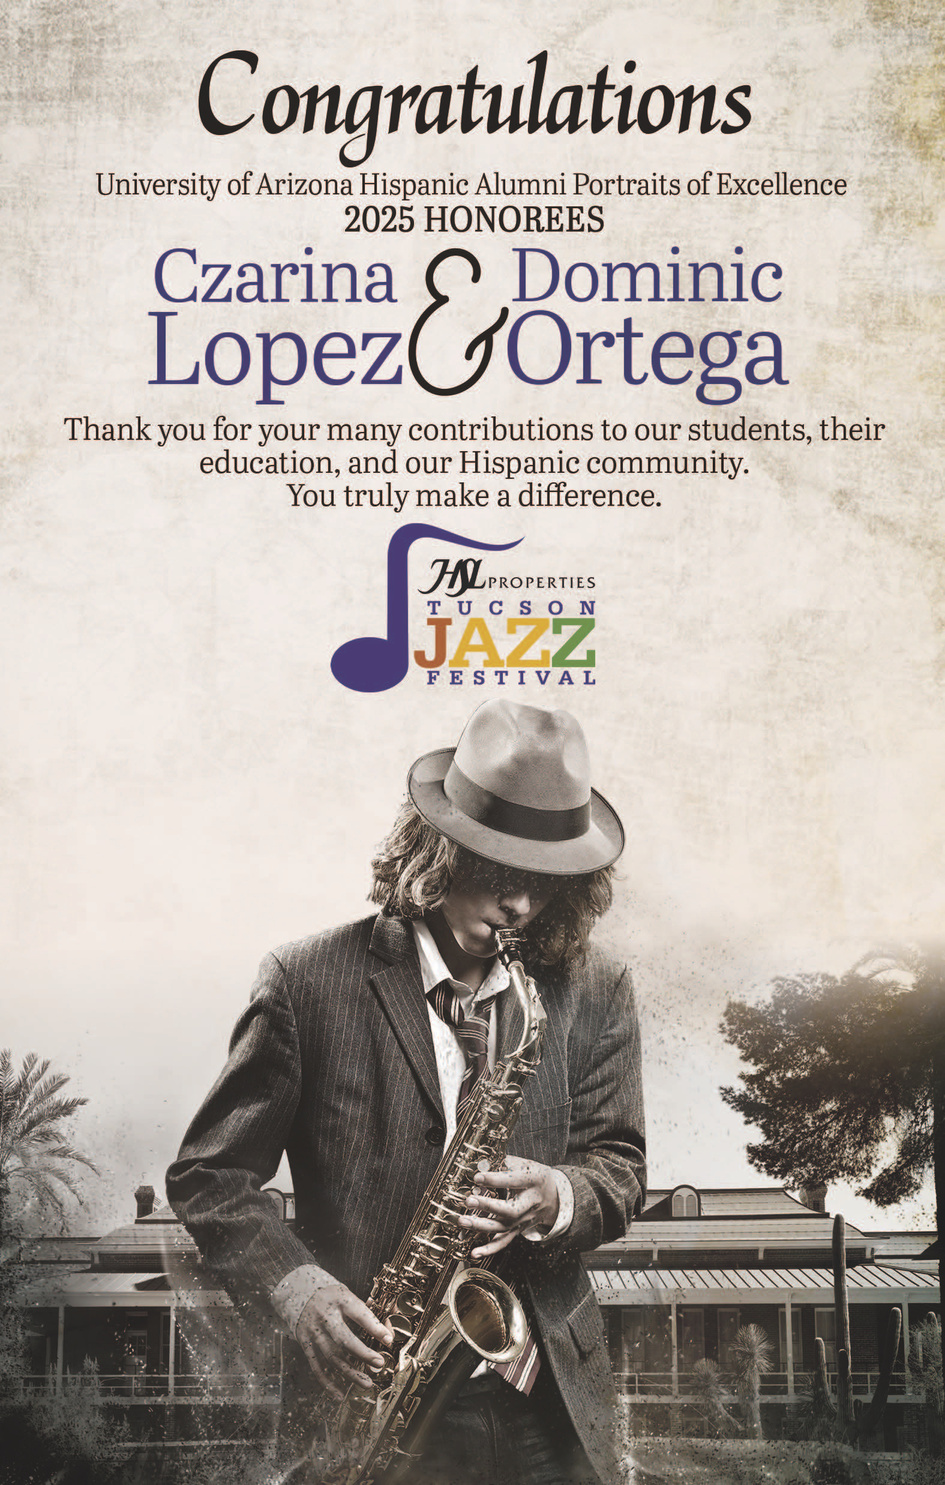 Congratulations
University of Arizona Hispanic Alumni Portraits of Excellence
2025 HONOREES
Czarina & Dominic
Lopez Ortega
Thank you for your many contributions to our students, their
education, and our Hispanic community.
You truly make a difference.
HSL PROPERTIES
TUCSON
JAZZ
FESTIVAL